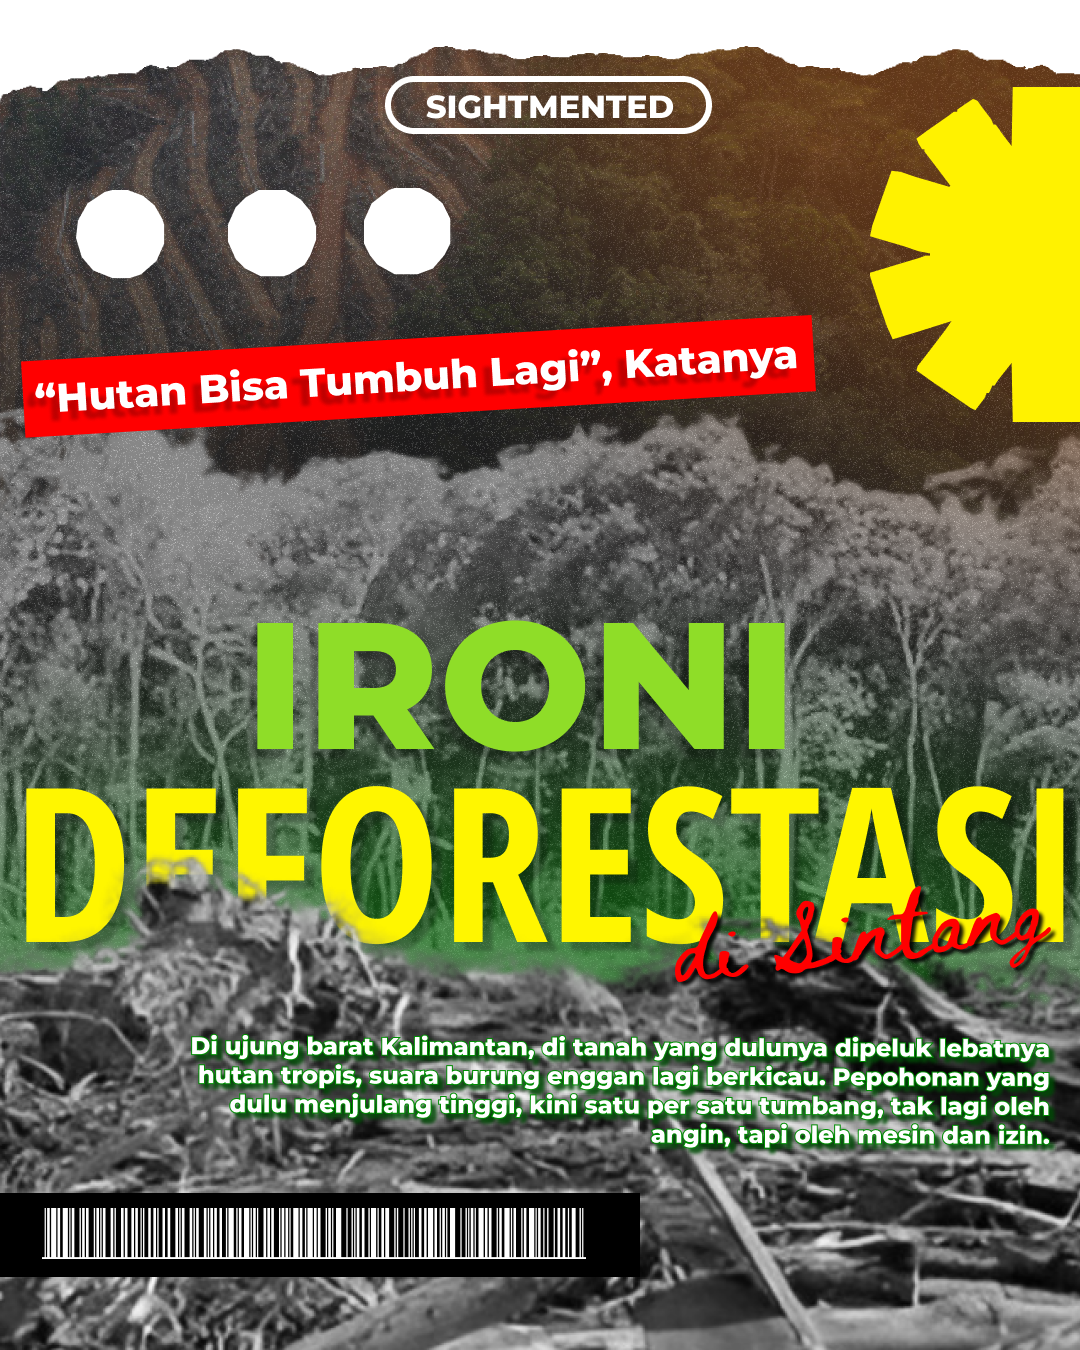 SIGHTMENTED
“Hutan Bisa Tumbuh Lagi”, Katanya
IRONI
DEFORESTASI
di Sintang
Di ujung barat Kalimantan, di tanah yang dulunya dipeluk lebatnya
hutan tropis, suara burung enggan lagi berkicau. Pepohonan yang
dulu menjulang tinggi, kini satu per satu tumbang, tak lagi oleh
angin, tapi oleh mesin dan izin.